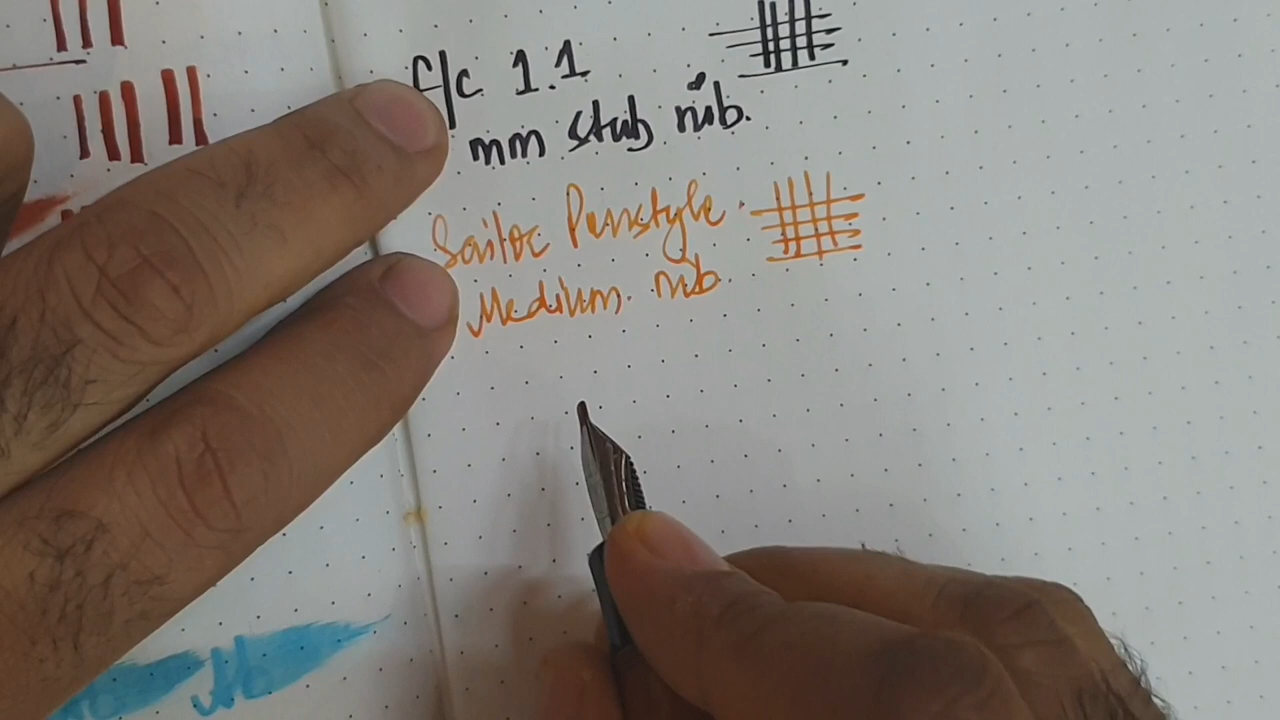 f/c 1.1
mm stub nib.
Sailor Penstyle.
Medium. nib.